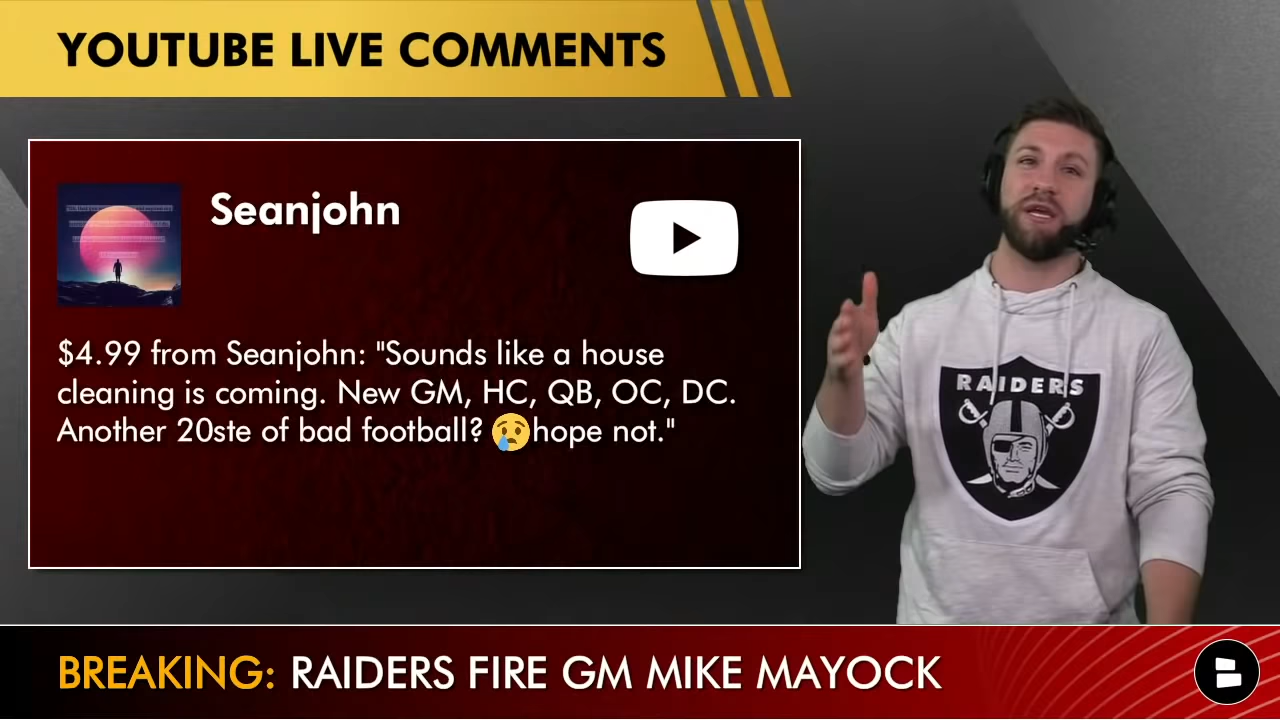 YOUTUBE LIVE COMMENTS
Seanjohn
$4.99 from Seanjohn: "Sounds like a house
cleaning is coming. New GM, HC, QB, OC, DC.
Another 20ste of bad football? 😢hope not."
RAIDERS
BREAKING: RAIDERS FIRE GM MIKE MAYOCK